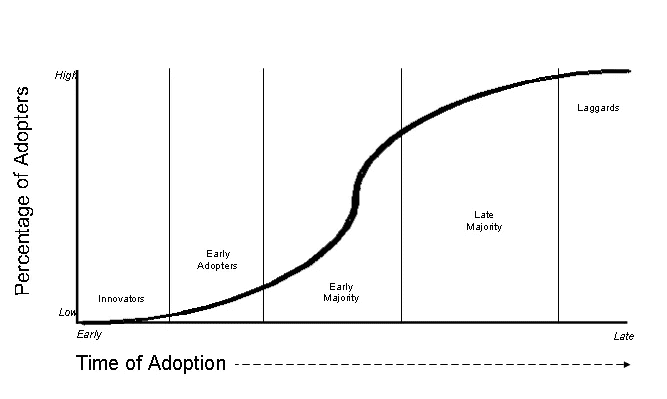 High
Percentage of Adopters
Laggards
Late
Majority
Early
Adopters
Early
Majority
Innovators
Low
Early
Late
Time of Adoption